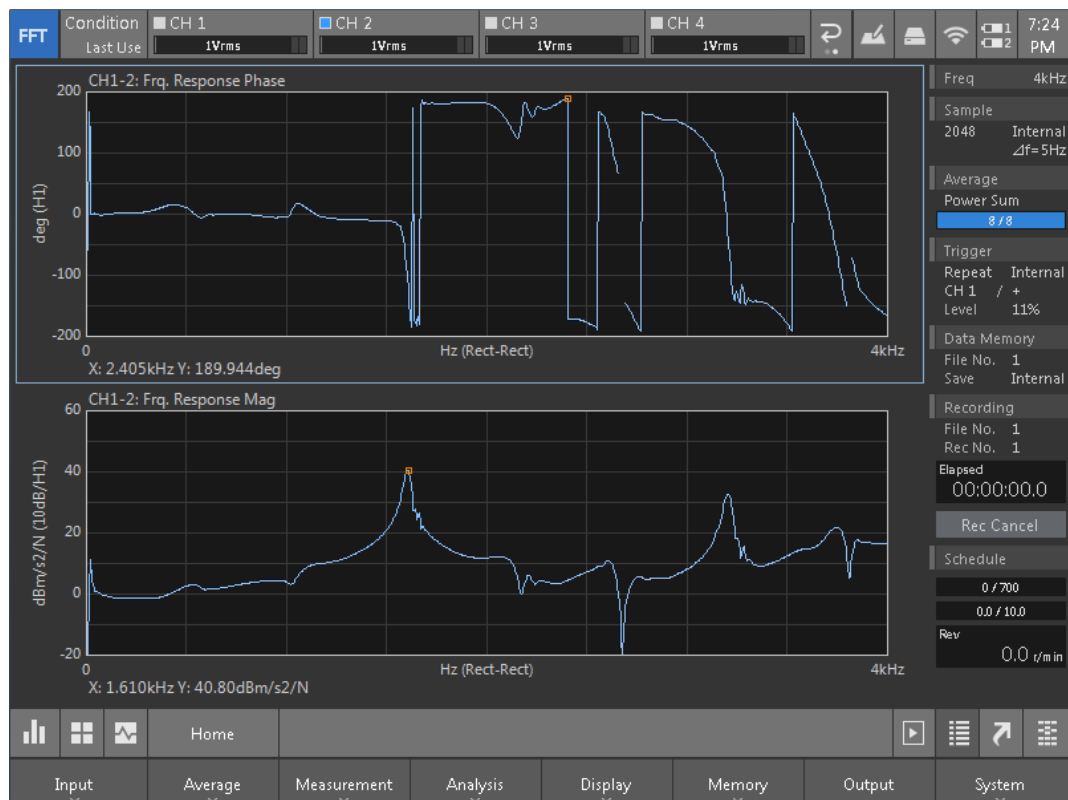 FFT
Condition
Last Use
CH 1
1Vrms
CH 2
1Vrms
CH 3
1Vrms
CH 4
1Vrms
1
2
7:24
PM
CH1-2: Frq. Response Phase
200
100
0
-100
-200
deg (H1)
0
Hz (Rect-Rect)
4kHz
X: 2.405kHz Y: 189.944deg
CH1-2: Frq. Response Mag
60
40
20
0
-20
dBm/s2/N (10dB/H1)
0
Hz (Rect-Rect)
4kHz
X: 1.610kHz Y: 40.80dBm/s2/N
Freq 4kHz
Sample
2048 Internal
⊿f=5Hz
Average
Power Sum
8 / 8
Trigger
Repeat Internal
CH 1 / +
Level 11%
Data Memory
File No. 1
Save Internal
Recording
File No. 1
Rec No. 1
Elapsed
00:00:00.0
Rec Cancel
Schedule
0 / 700
0.0 / 10.0
Rev
0.0 r/min
Home
Input
Average
Measurement
Analysis
Display
Memory
Output
System